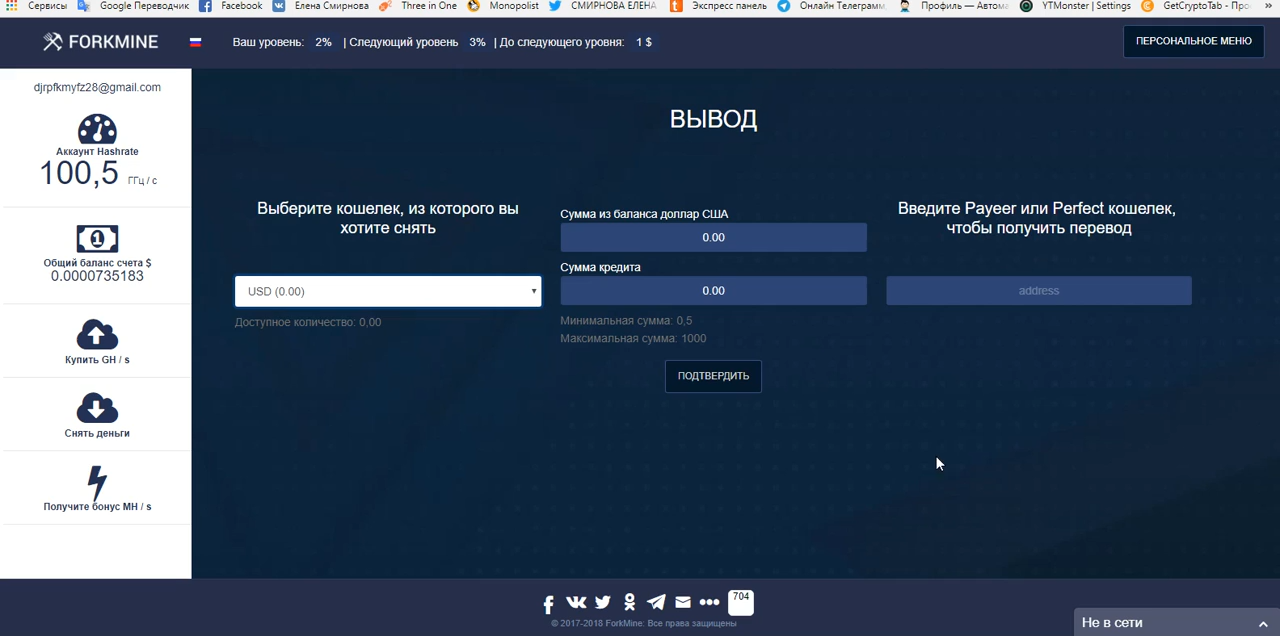 Сервисы Google Переводчик Facebook Елена Смирнова Three in One Monopolist СМИРНОВА ЕЛЕНА Экспресс панель Онлайн Телеграмм Профиль — Автома YTMonster | Settings GetCryptoTab - Про »
FORKMINE Ваш уровень: 2% | Следующий уровень 3% | До следующего уровня: 1 $ ПЕРСОНАЛЬНОЕ МЕНЮ
djrpfkmyfz28@gmail.com
Аккаунт Hashrate
100,5 ГГц / с
Общий баланс счета $
0.0000735183
Купить GH / s
Снять деньги
Получите бонус MH / s
ВЫВОД
Выберите кошелек, из которого вы
хотите снять
USD (0.00)
Доступное количество: 0,00
Сумма из баланса доллар США
0.00
Сумма кредита
0.00
Минимальная сумма: 0,5
Максимальная сумма: 1000
ПОДТВЕРДИТЬ
Введите Payeer или Perfect кошелек,
чтобы получить перевод
address
704
© 2017-2018 ForkMine: Все права защищены
Не в сети